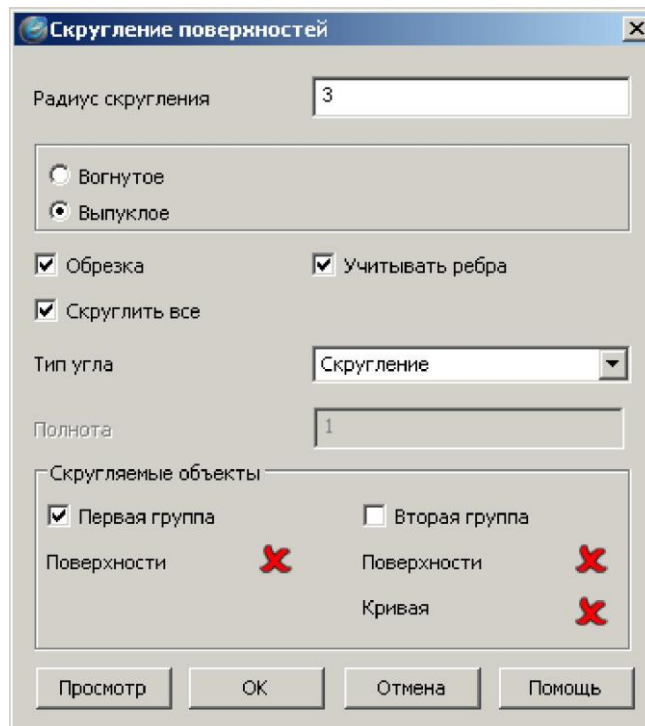 Скругление поверхностей
Радиус скругления 3
Вогнутое
Выпуклое
Обрезка Учитывать ребра
Скруглить все
Тип угла Скругление
Полнота 1
Скругляемые объекты
Первая группа Вторая группа
Поверхности Поверхности
Кривая
Просмотр ОК Отмена Помощь